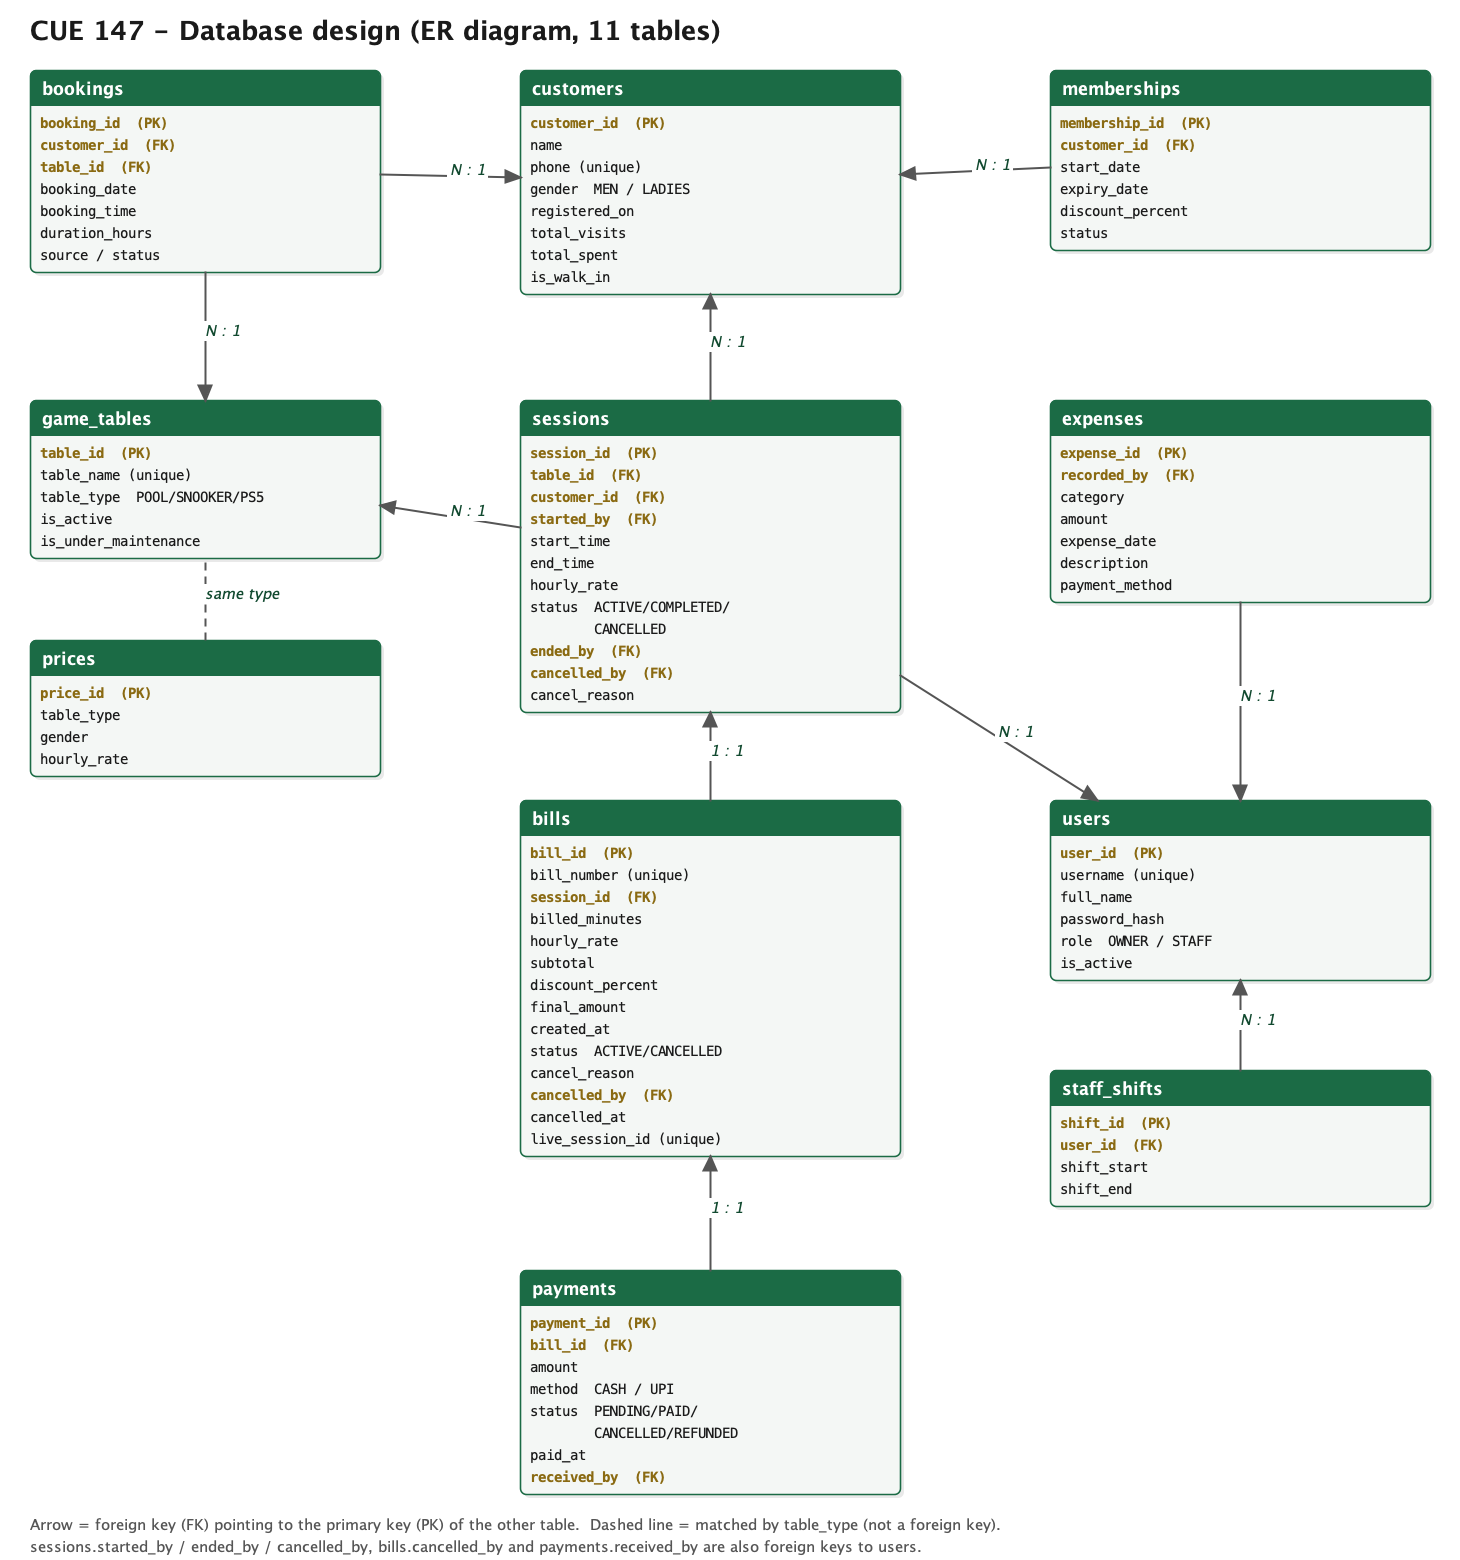 CUE 147 – Database design (ER diagram, 11 tables)
bookings
booking_id (PK)
customer_id (FK)
table_id (FK)
booking_date
booking_time
duration_hours
source / status
N : 1
customers
customer_id (PK)
name
phone (unique)
gender MEN / LADIES
registered_on
total_visits
total_spent
is_walk_in
N : 1
memberships
membership_id (PK)
customer_id (FK)
start_date
expiry_date
discount_percent
status
N : 1
N : 1
game_tables
table_id (PK)
table_name (unique)
table_type POOL/SNOOKER/PS5
is_active
is_under_maintenance
N : 1
sessions
session_id (PK)
table_id (FK)
customer_id (FK)
started_by (FK)
start_time
end_time
hourly_rate
status ACTIVE/COMPLETED/
CANCELLED
ended_by (FK)
cancelled_by (FK)
cancel_reason
expenses
expense_id (PK)
recorded_by (FK)
category
amount
expense_date
description
payment_method
same type
prices
price_id (PK)
table_type
gender
hourly_rate
N : 1
N : 1
1 : 1
bills
bill_id (PK)
bill_number (unique)
session_id (FK)
billed_minutes
hourly_rate
subtotal
discount_percent
final_amount
created_at
status ACTIVE/CANCELLED
cancel_reason
cancelled_by (FK)
cancelled_at
live_session_id (unique)
users
user_id (PK)
username (unique)
full_name
password_hash
role OWNER / STAFF
is_active
N : 1
staff_shifts
shift_id (PK)
user_id (FK)
shift_start
shift_end
1 : 1
payments
payment_id (PK)
bill_id (FK)
amount
method CASH / UPI
status PENDING/PAID/
CANCELLED/REFUNDED
paid_at
received_by (FK)
Arrow = foreign key (FK) pointing to the primary key (PK) of the other table. Dashed line = matched by table_type (not a foreign key).
sessions.started_by / ended_by / cancelled_by, bills.cancelled_by and payments.received_by are also foreign keys to users.